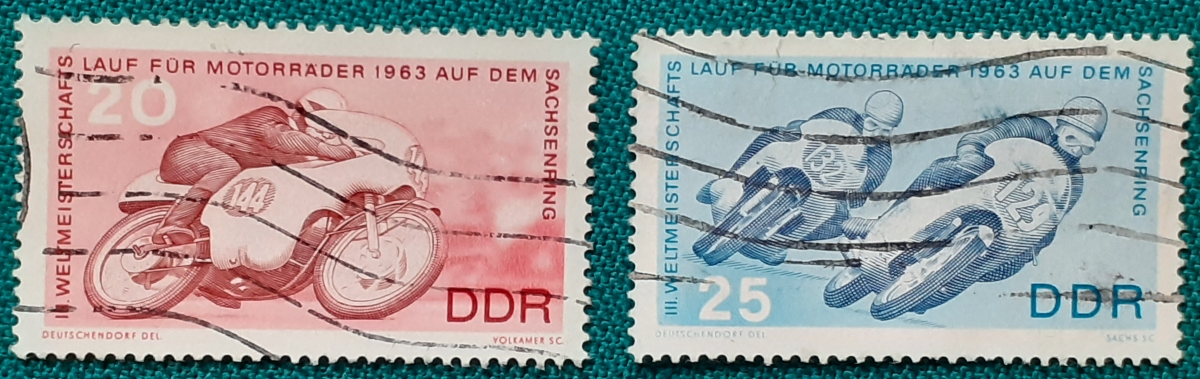 III. WELTMEISTERSCHAFTS
LAUF FÜR MOTORRÄDER 1963 AUF DEM
SACHSENRING
20
144
DDR
DEUTSCHENDORF DEL.
VOLKAMER SC.
III. WELTMEISTERSCHAFTS
LAUF FÜR MOTORRÄDER 1963 AUF DEM
SACHSENRING
25
DDR
DEUTSCHENDORF DEL.
SACHS SC.